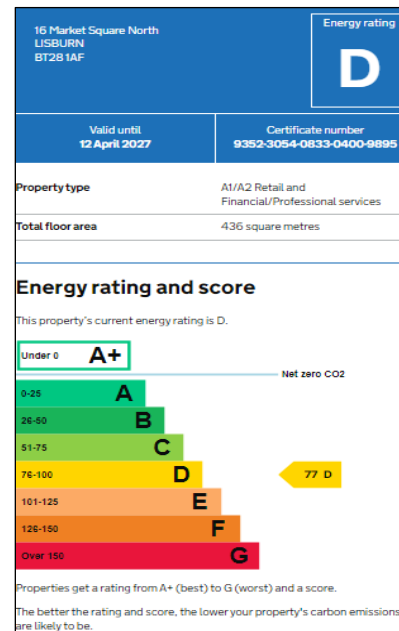 16 Market Square North
LISBURN
BT28 1AF
Energy rating
D
Valid until
12 April 2027
Certificate number
9352-3054-0833-0400-9895
Property type
A1/A2 Retail and
Financial/Professional services
Total floor area
436 square metres
Energy rating and score
This property's current energy rating is D.
Under 0 A+
Net zero CO2
0-25 A
26-50 B
51-75 C
76-100 D 77 D
101-125 E
126-150 F
Over 150 G
Properties get a rating from A+ (best) to G (worst) and a score.
The better the rating and score, the lower your property's carbon emissions
are likely to be.